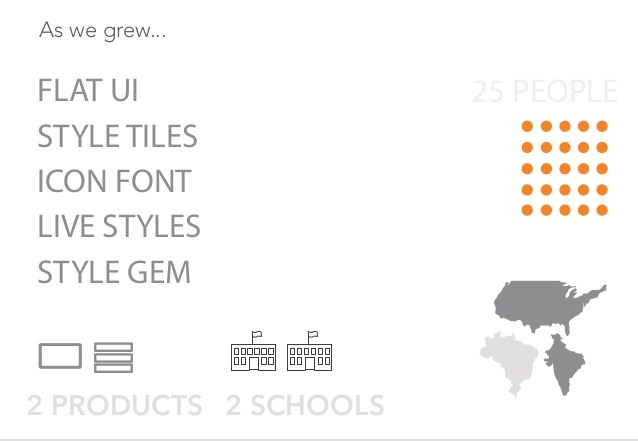 As we grew...
FLAT UI
STYLE TILES
ICON FONT
LIVE STYLES
STYLE GEM
25 PEOPLE
2 PRODUCTS
2 SCHOOLS